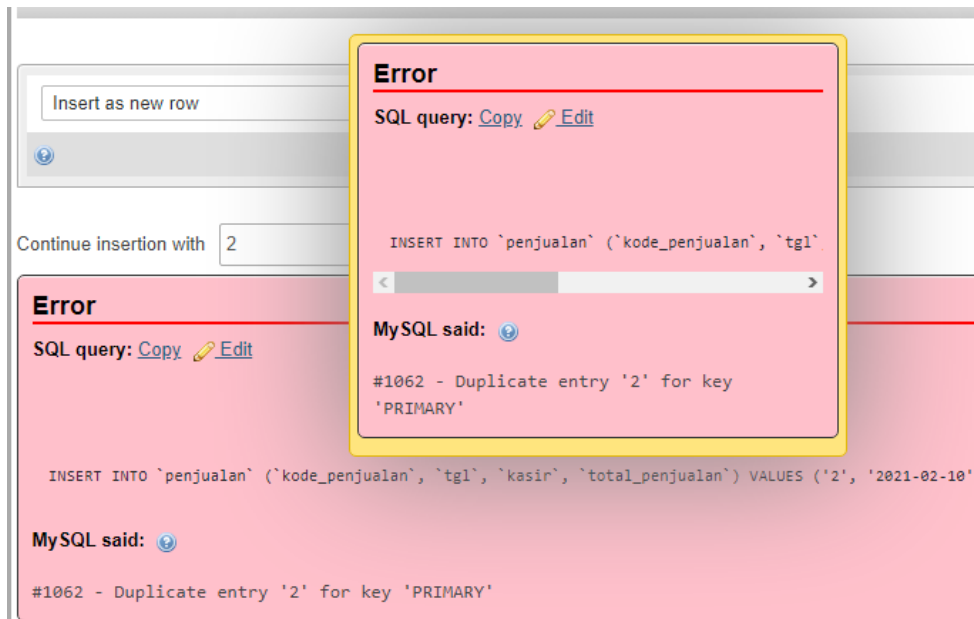 Insert as new row
Continue insertion with 2
Error
SQL query: Copy Edit
INSERT INTO `penjualan` (`kode_penjualan`, `tgl`
MySQL said:
#1062 - Duplicate entry '2' for key
'PRIMARY'
Error
SQL query: Copy Edit
INSERT INTO `penjualan` (`kode_penjualan`, `tgl`, `kasir`, `total_penjualan`) VALUES ('2', '2021-02-10'
MySQL said:
#1062 - Duplicate entry '2' for key 'PRIMARY'